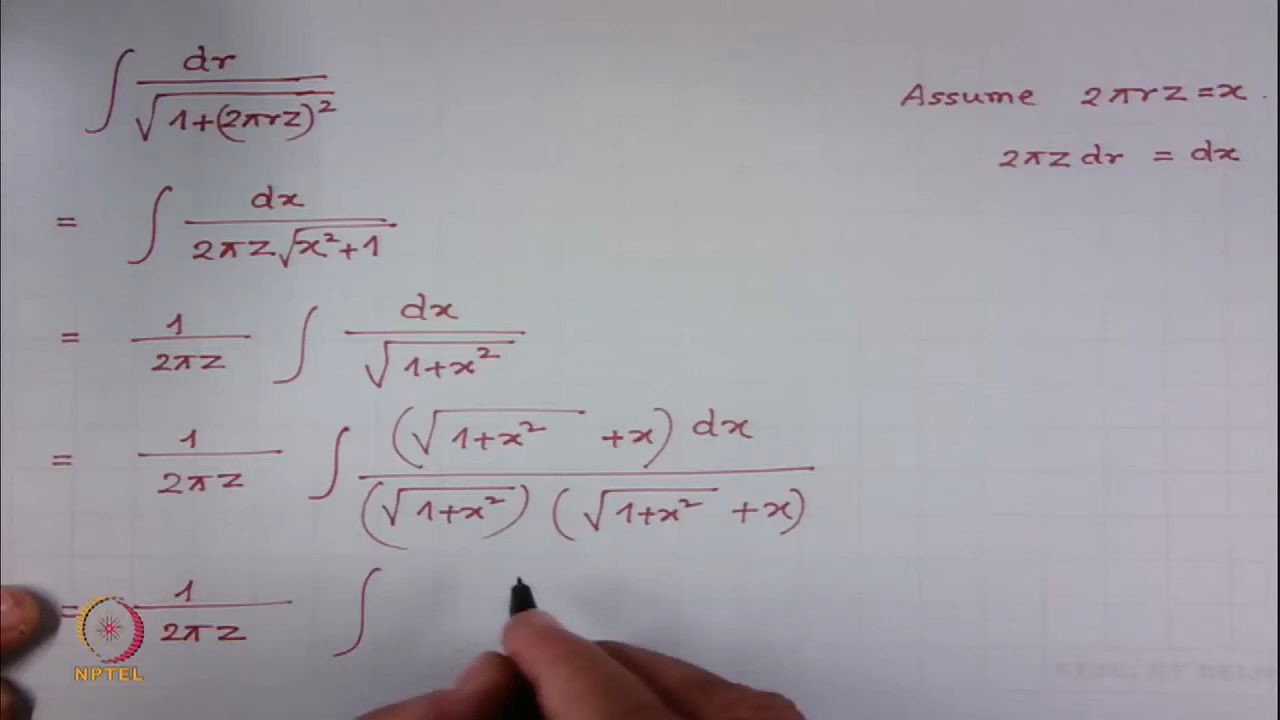 ∫ dr / √(1+(2πrz)²)
Assume 2πrz = x.
2πz dr = dx
= ∫ dx / 2πz√(x²+1)
= 1/2πz ∫ dx / √(1+x²)
= 1/2πz ∫ (√(1+x²) +x) dx / (√(1+x²)) (√(1+x²) +x)
= 1/2πz ∫
NPTEL